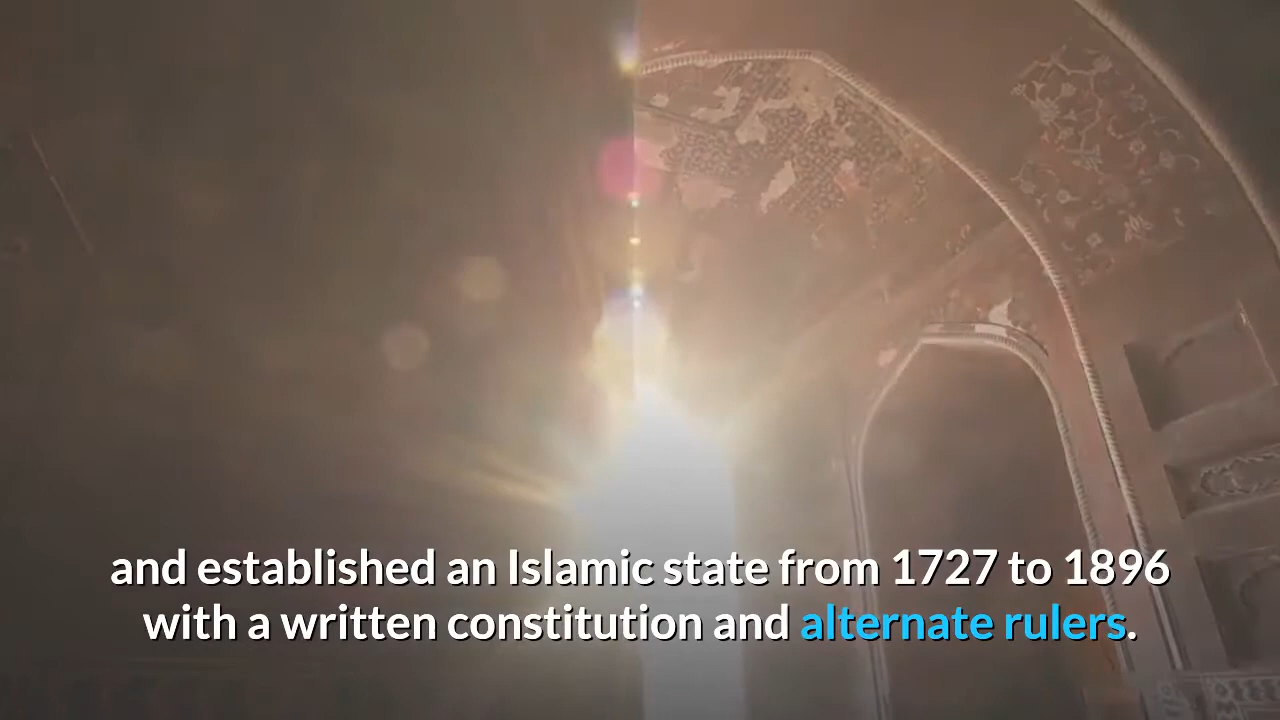 and established an Islamic state from 1727 to 1896
with a written constitution and alternate rulers.